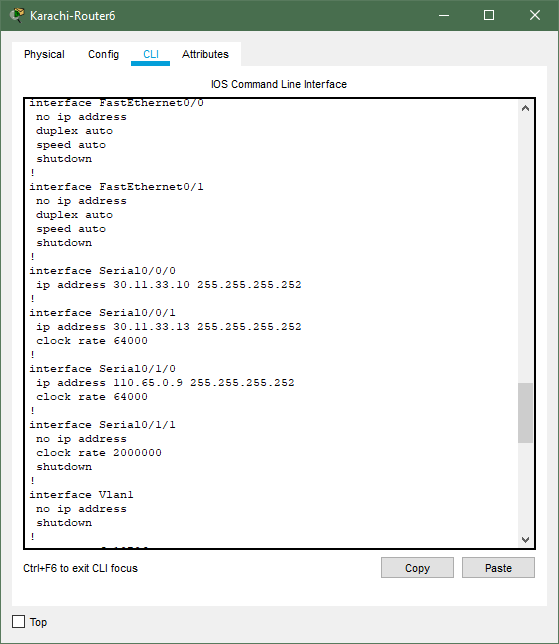 Karachi-Router6
Physical Config CLI Attributes
IOS Command Line Interface
interface FastEthernet0/0
no ip address
duplex auto
speed auto
shutdown
!
interface FastEthernet0/1
no ip address
duplex auto
speed auto
shutdown
!
interface Serial0/0/0
ip address 30.11.33.10 255.255.255.252
!
interface Serial0/0/1
ip address 30.11.33.13 255.255.255.252
clock rate 64000
!
interface Serial0/1/0
ip address 110.65.0.9 255.255.255.252
clock rate 64000
!
interface Serial0/1/1
no ip address
clock rate 2000000
shutdown
!
interface Vlan1
no ip address
shutdown
!
Ctrl+F6 to exit CLI focus
Copy Paste
Top